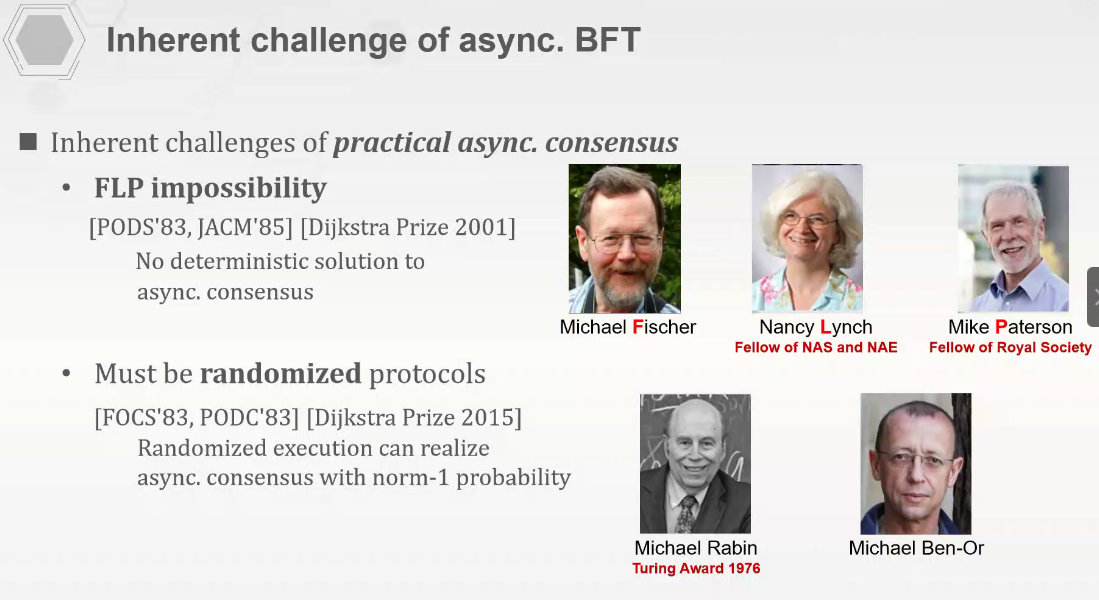 Inherent challenge of async. BFT
■ Inherent challenges of practical async. consensus
• FLP impossibility
[PODS'83, JACM'85] [Dijkstra Prize 2001]
No deterministic solution to
async. consensus
Michael Fischer
Nancy Lynch
Fellow of NAS and NAE
Mike Paterson
Fellow of Royal Society
• Must be randomized protocols
[FOCS'83, PODC'83] [Dijkstra Prize 2015]
Randomized execution can realize
async. consensus with norm-1 probability
Michael Rabin
Turing Award 1976
Michael Ben-Or